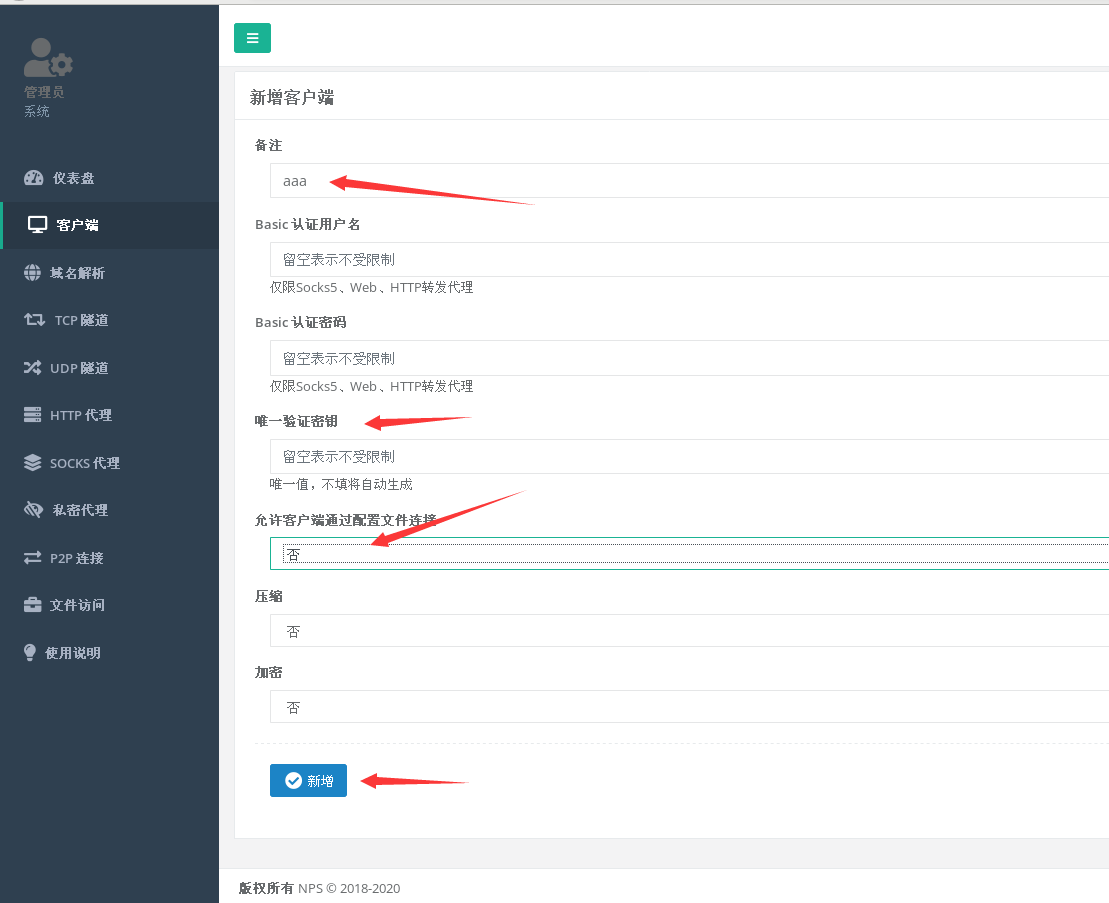 管理员
系统
仪表盘
客户端
域名解析
TCP 隧道
UDP 隧道
HTTP 代理
SOCKS 代理
私密代理
P2P 连接
文件访问
使用说明
新增客户端
备注
aaa
Basic 认证用户名
留空表示不受限制
仅限Socks5、Web、HTTP转发代理
Basic 认证密码
留空表示不受限制
仅限Socks5、Web、HTTP转发代理
唯一验证密钥
留空表示不受限制
唯一值，不填将自动生成
允许客户端通过配置文件连接
否
压缩
否
加密
否
新增
版权所有 NPS © 2018-2020